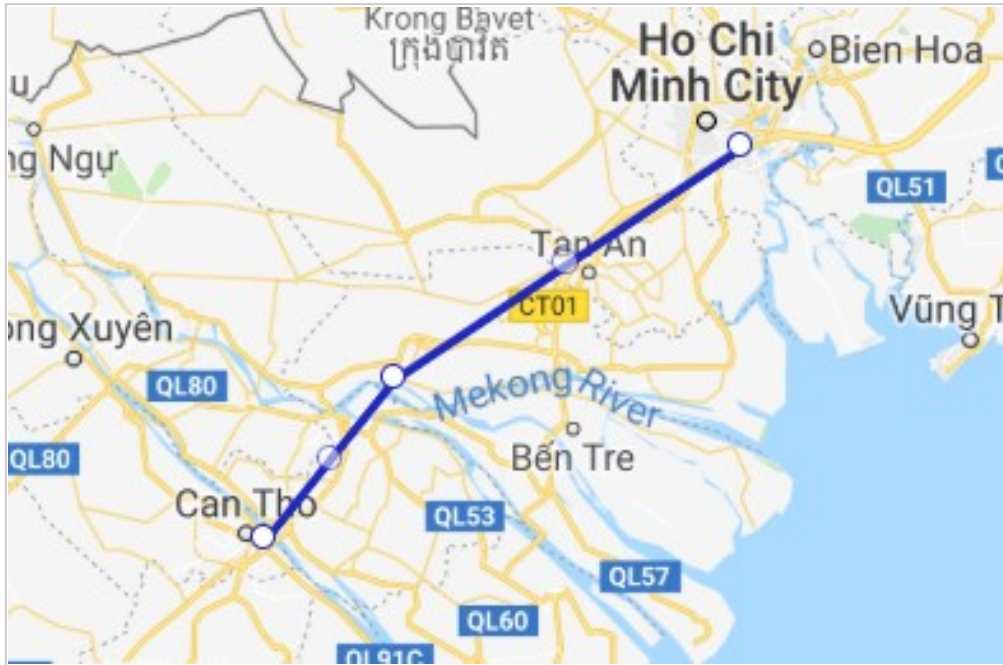 Krong Bavet
ក្រុងបាវិត
Ho Chi
Minh City
Bien Hoa
u
ng Ngự
QL51
Tan An
CT01
Vũng T
ong Xuyên
QL80
Mekong River
QL80
Bến Tre
Can Tho
QL53
QL57
QL60
QL91C